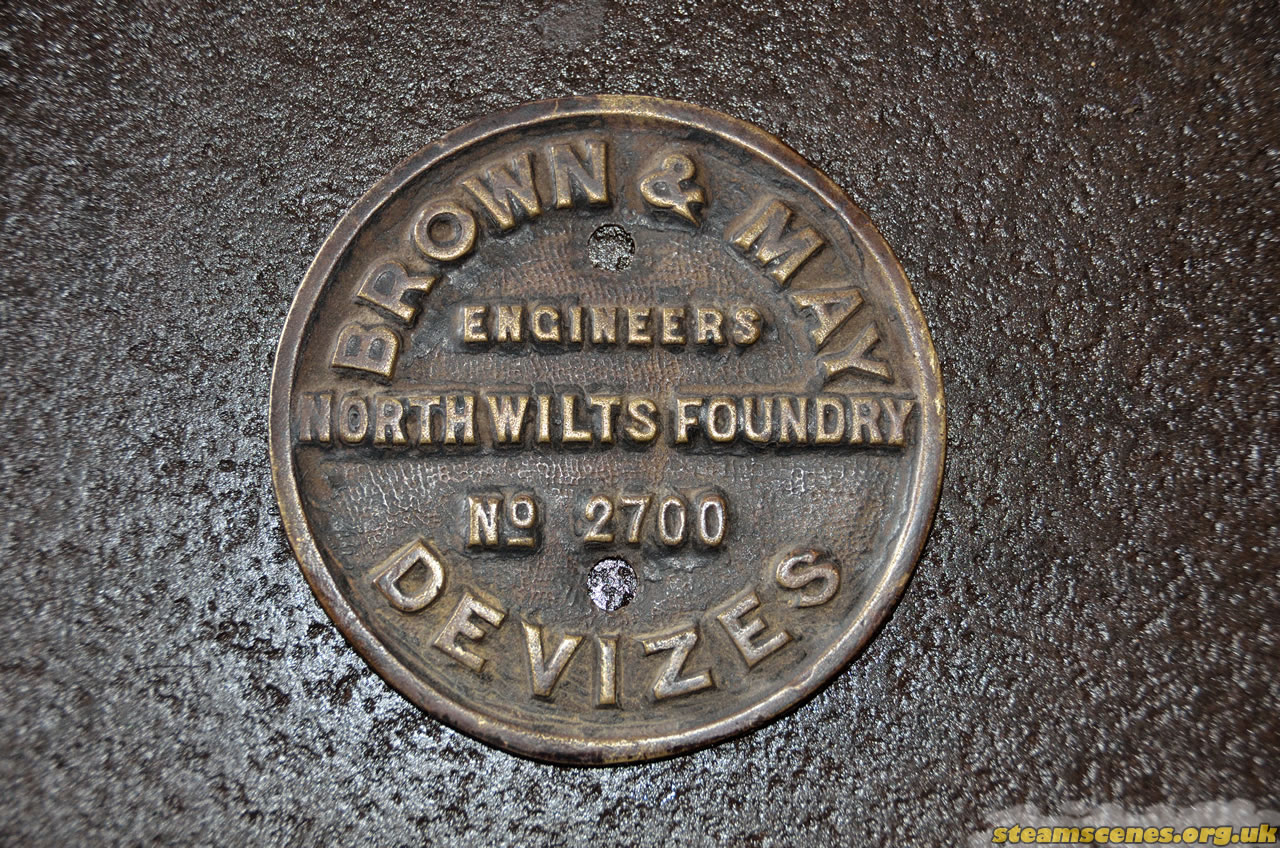 BROWN & MAY
ENGINEERS
NORTH WILTS FOUNDRY
Nº 2700
DEVIZES
steamscenes.org.uk